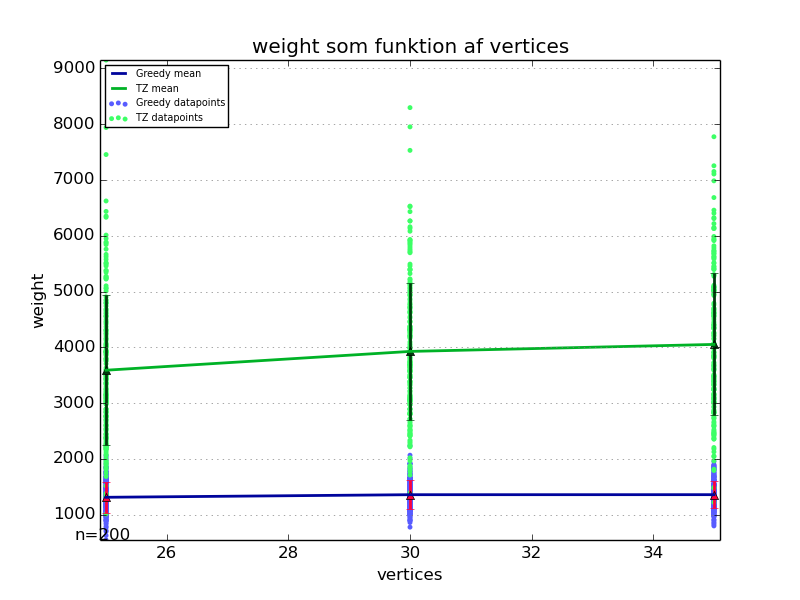 weight som funktion af vertices
9000
Greedy mean
TZ mean
Greedy datapoints
TZ datapoints
8000
7000
6000
5000
weight
4000
3000
2000
1000
n=200
26
28
30
32
34
vertices